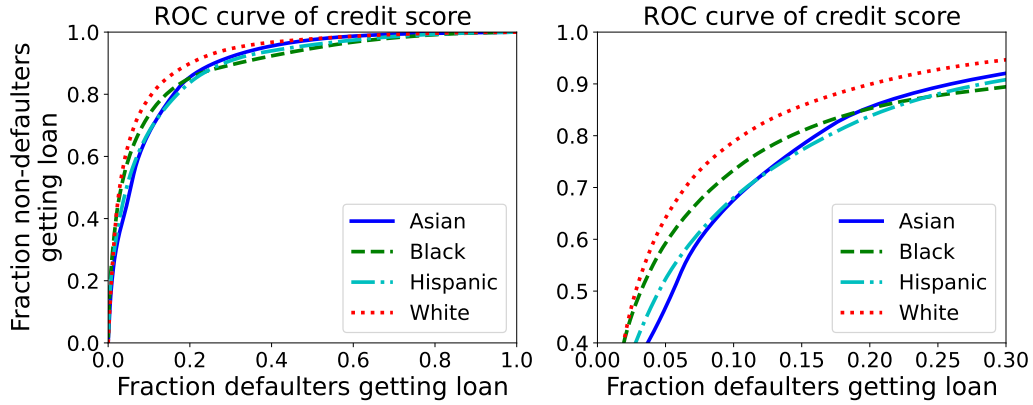 ROC curve of credit score
Fraction non-defaulters
getting loan
1.0
0.8
0.6
0.4
0.2
0.0
0.0 0.2 0.4 0.6 0.8 1.0
Fraction defaulters getting loan
Asian
Black
Hispanic
White
ROC curve of credit score
1.0
0.9
0.8
0.7
0.6
0.5
0.4
0.00 0.05 0.10 0.15 0.20 0.25 0.30
Fraction defaulters getting loan
Asian
Black
Hispanic
White